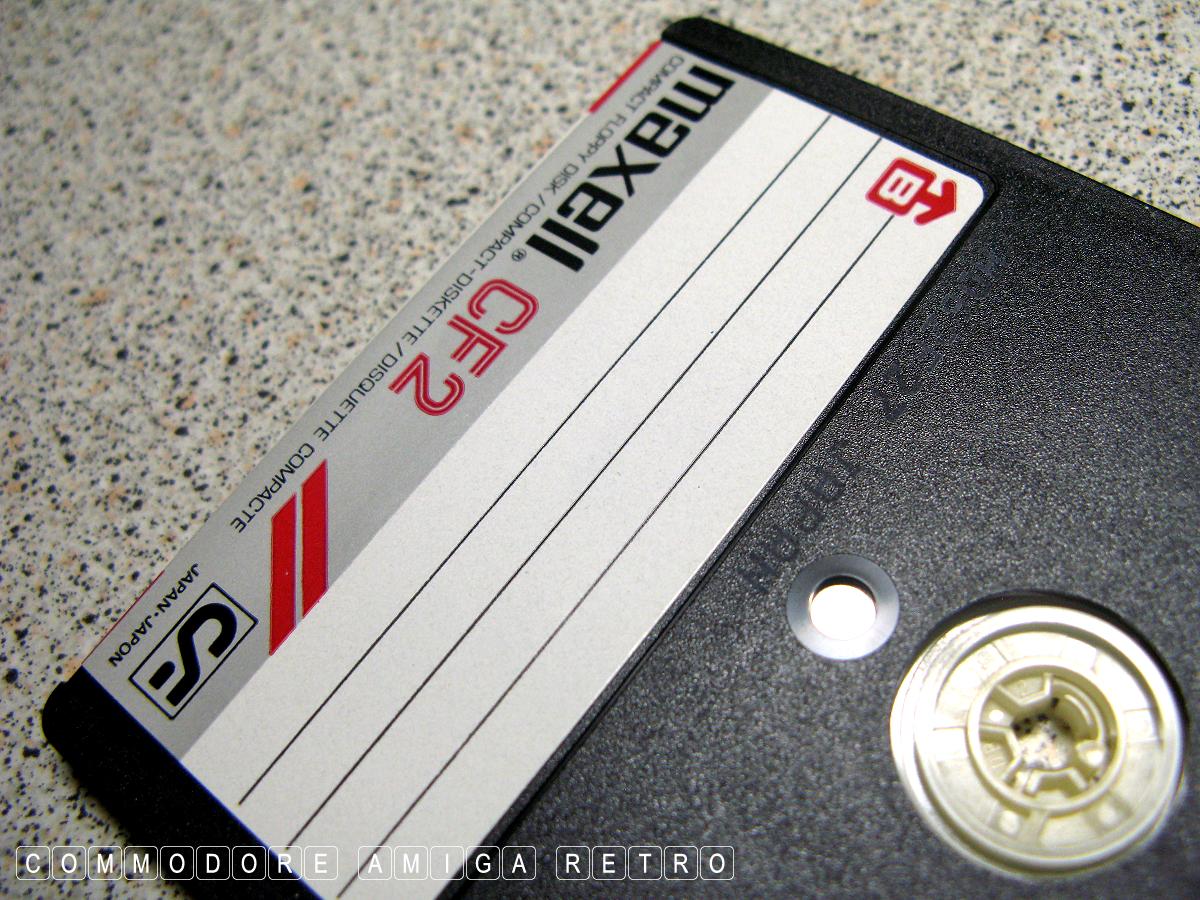 maxell® CF2
COMPACT FLOPPY DISK / COMPACT-DISKETTE / DISQUETTE COMPACTE
JAPAN·JAPON
B
JAPAN
COMMODORE AMIGA RETRO